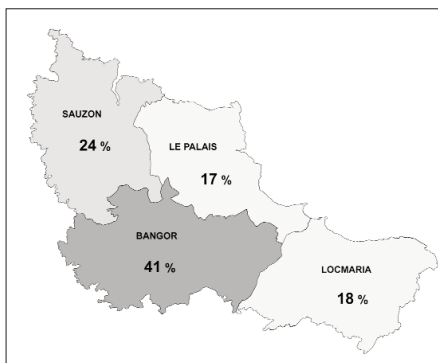 SAUZON
24 %
LE PALAIS
17 %
BANGOR
41 %
LOCMARIA
18 %